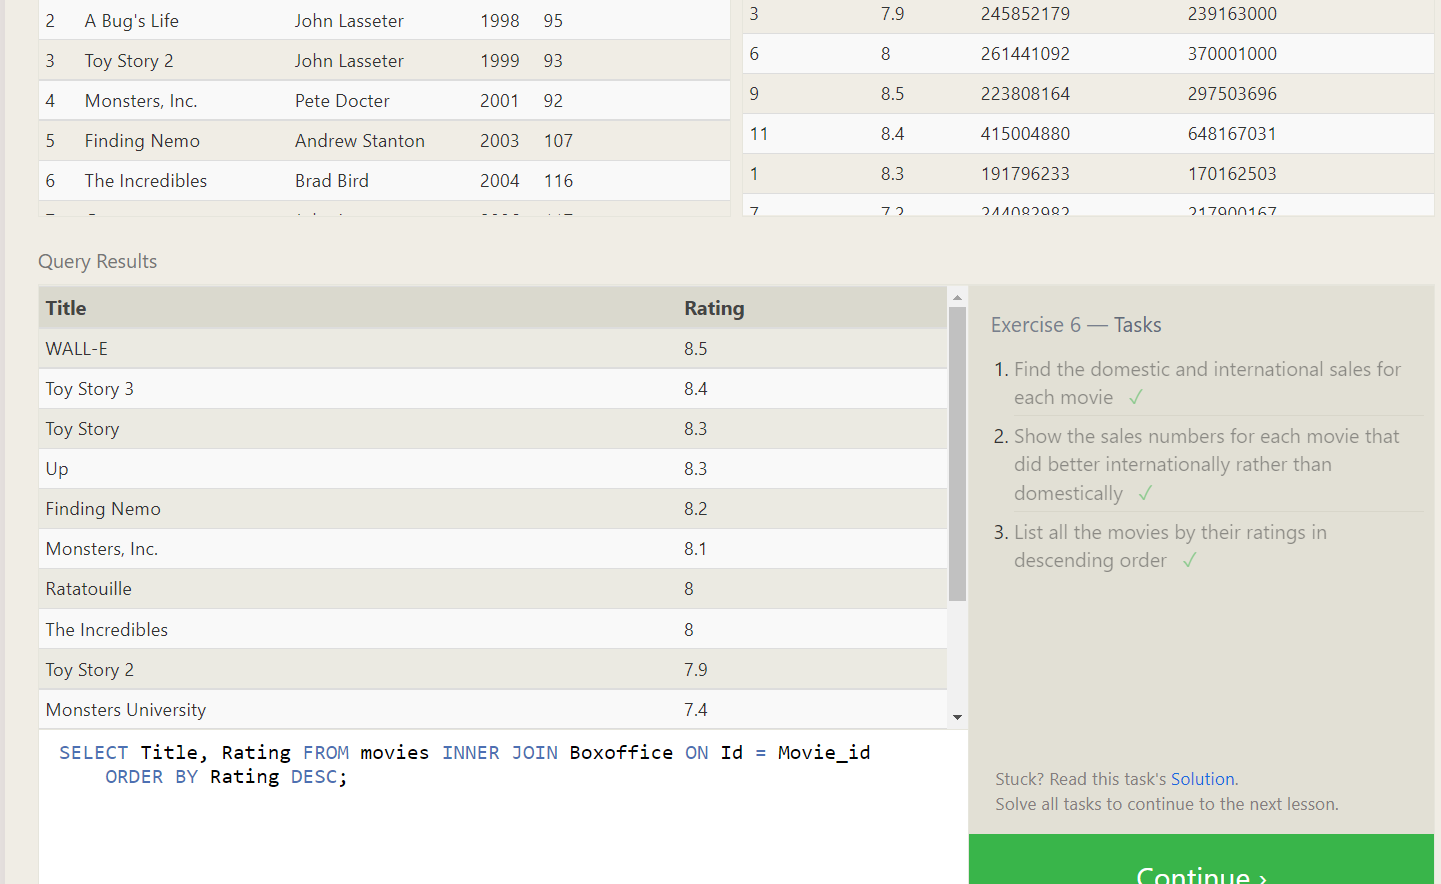 2 A Bug's Life John Lasseter 1998 95
3 Toy Story 2 John Lasseter 1999 93
4 Monsters, Inc. Pete Docter 2001 92
5 Finding Nemo Andrew Stanton 2003 107
6 The Incredibles Brad Bird 2004 116
3 7.9 245852179 239163000
6 8 261441092 370001000
9 8.5 223808164 297503696
11 8.4 415004880 648167031
1 8.3 191796233 170162503
7 7.2 244082982 217900167
Query Results
Title Rating
WALL-E 8.5
Toy Story 3 8.4
Toy Story 8.3
Up 8.3
Finding Nemo 8.2
Monsters, Inc. 8.1
Ratatouille 8
The Incredibles 8
Toy Story 2 7.9
Monsters University 7.4
SELECT Title, Rating FROM movies INNER JOIN Boxoffice ON Id = Movie_id
ORDER BY Rating DESC;
Exercise 6 — Tasks
1. Find the domestic and international sales for
each movie ✓
2. Show the sales numbers for each movie that
did better internationally rather than
domestically ✓
3. List all the movies by their ratings in
descending order ✓
Stuck? Read this task's Solution.
Solve all tasks to continue to the next lesson.
Continue ›